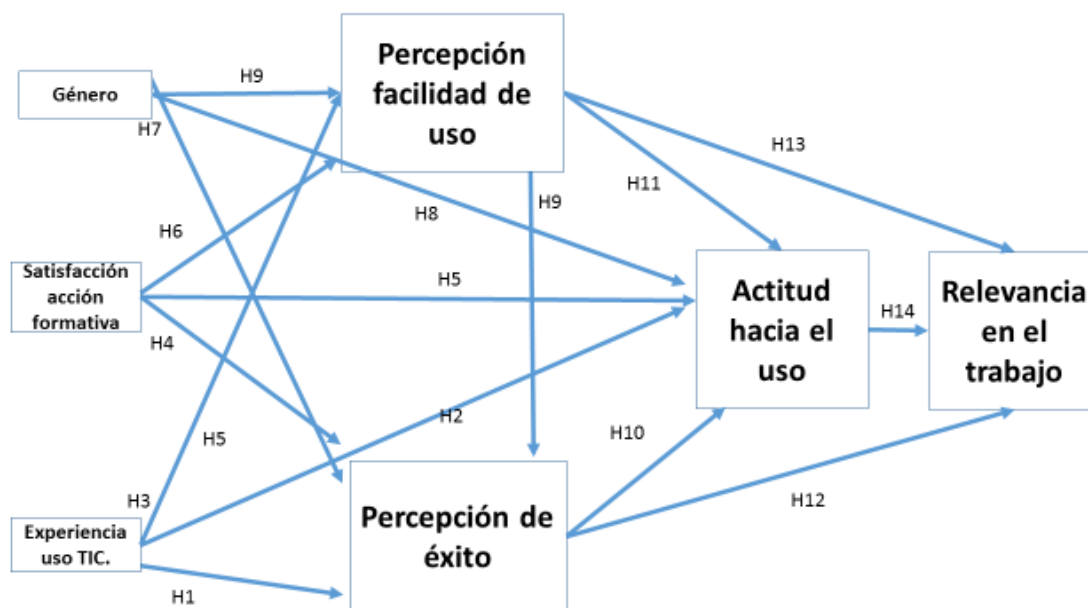 Percepción
facilidad de
uso
H9
Género
H7
H13
H11
H9
H8
H6
Satisfacción
acción
formativa
H5
Actitud
hacia el
uso
H14
Relevancia
en el
trabajo
H4
H2
H5
H10
H3
H12
Experiencia
uso TIC.
Percepción de
éxito
H1